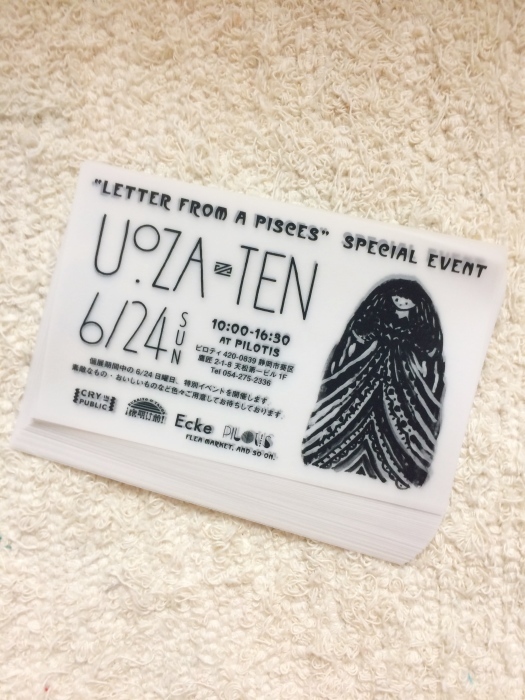 "LETTER FROM A PISCES" SPECIAL EVENT
UoZA=TEN
6/24 SUN
10:00-16:30
AT PILOTIS
ピロティ 420-0839 静岡市葵区
鷹匠 2-1-8 天松第一ビル 1F
Tel 054-275-2336
個展期間中の 6/24 日曜日、特別イベントを開催します。
素敵なもの・おいしいものなど色々ご用意してお待ちしております。
CRY IN PUBLIC
Ecke
PILOTIS
FLEA MARKET, AND SO ON.